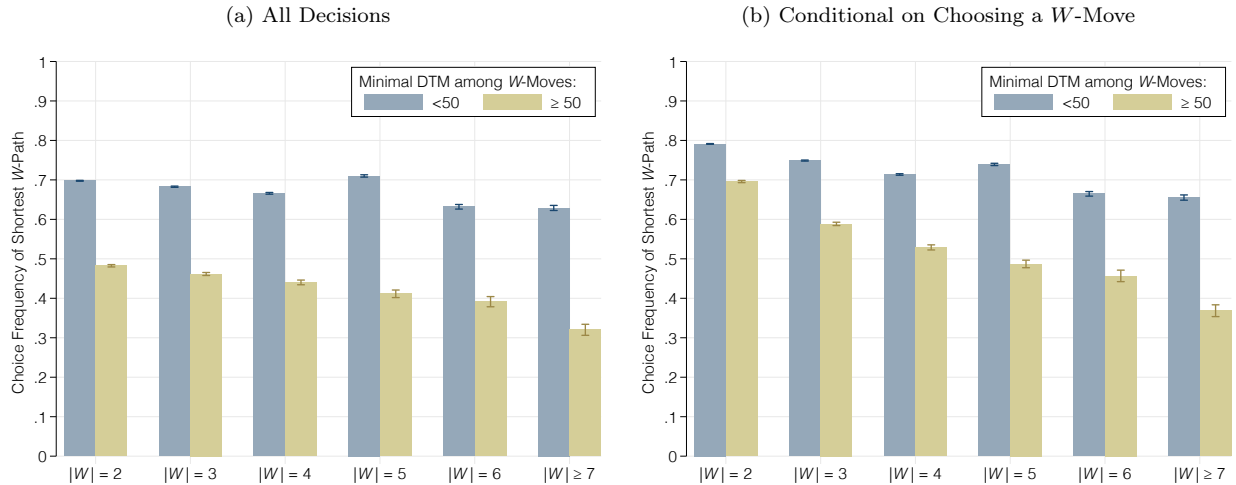 (a) All Decisions
Choice Frequency of Shortest W-Path
1
.9
.8
.7
.6
.5
.4
.3
.2
.1
0
Minimal DTM among W-Moves:
<50 ≥ 50
|W| = 2 |W| = 3 |W| = 4 |W| = 5 |W| = 6 |W| ≥ 7
(b) Conditional on Choosing a W-Move
Choice Frequency of Shortest W-Path
1
.9
.8
.7
.6
.5
.4
.3
.2
.1
0
Minimal DTM among W-Moves:
<50 ≥ 50
|W| = 2 |W| = 3 |W| = 4 |W| = 5 |W| = 6 |W| ≥ 7